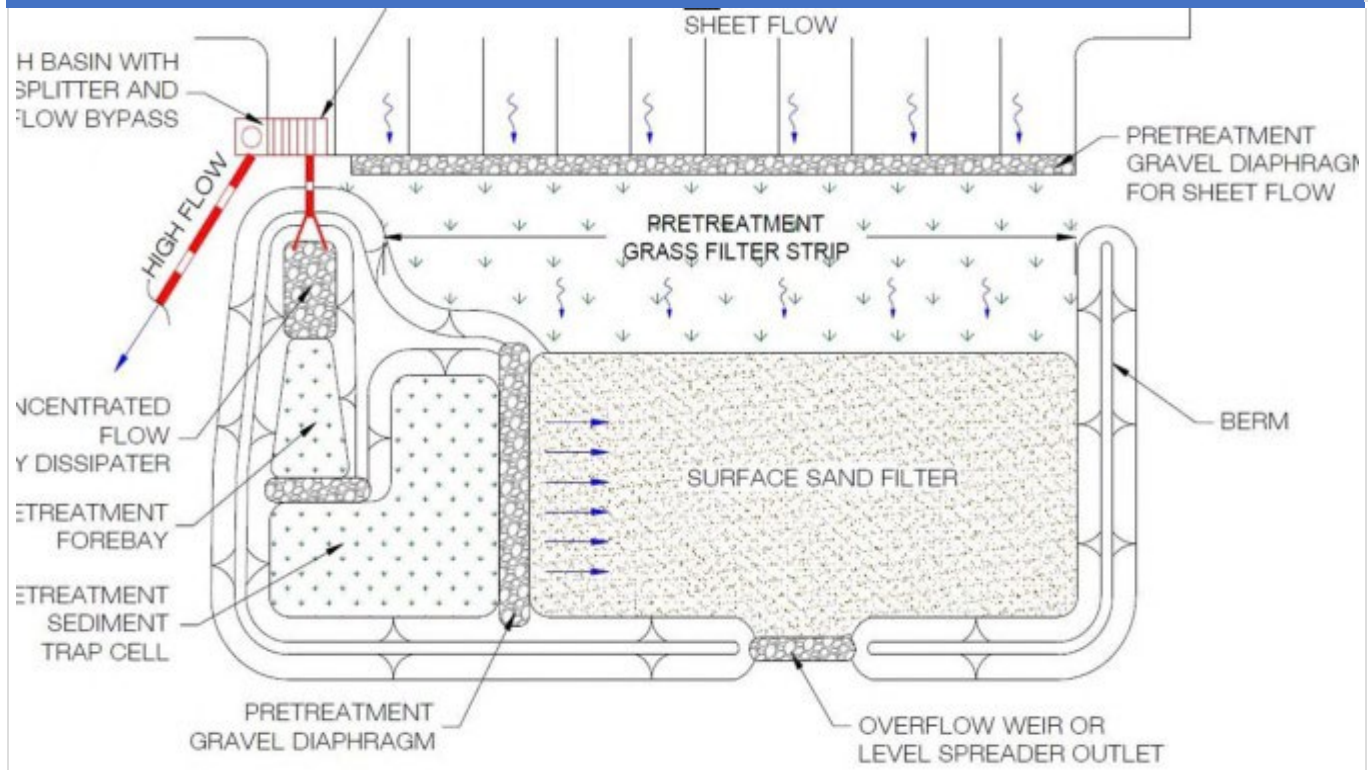 SHEET FLOW
H BASIN WITH
SPLITTER AND
FLOW BYPASS
PRETREATMENT
GRAVEL DIAPHRAGM
FOR SHEET FLOW
HIGH FLOW
PRETREATMENT
GRASS FILTER STRIP
NCENTRATED
FLOW
Y DISSIPATER
BERM
SURFACE SAND FILTER
ETREATMENT
FOREBAY
ETREATMENT
SEDIMENT
TRAP CELL
PRETREATMENT
GRAVEL DIAPHRAGM
OVERFLOW WEIR OR
LEVEL SPREADER OUTLET